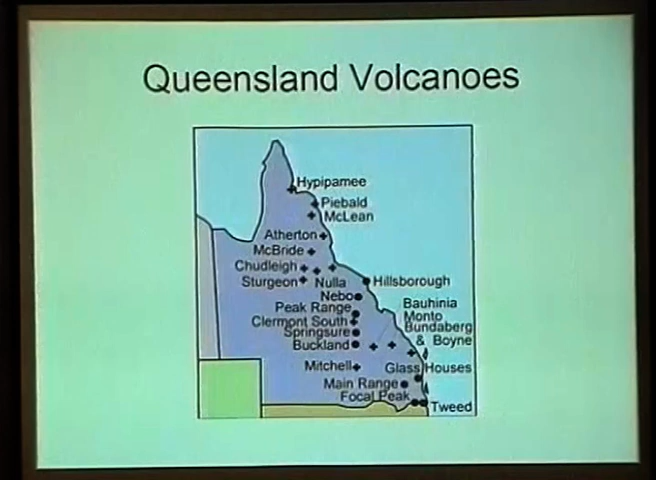 Queensland Volcanoes
Hypipamee
Piebald
McLean
Atherton
McBride
Chudleigh
Sturgeon
Nulla
Hillsborough
Nebo
Bauhinia
Peak Range
Monto
Clermont South
Bundaberg
Springsure
& Boyne
Buckland
Mitchell
Glass Houses
Main Range
Focal Peak
Tweed